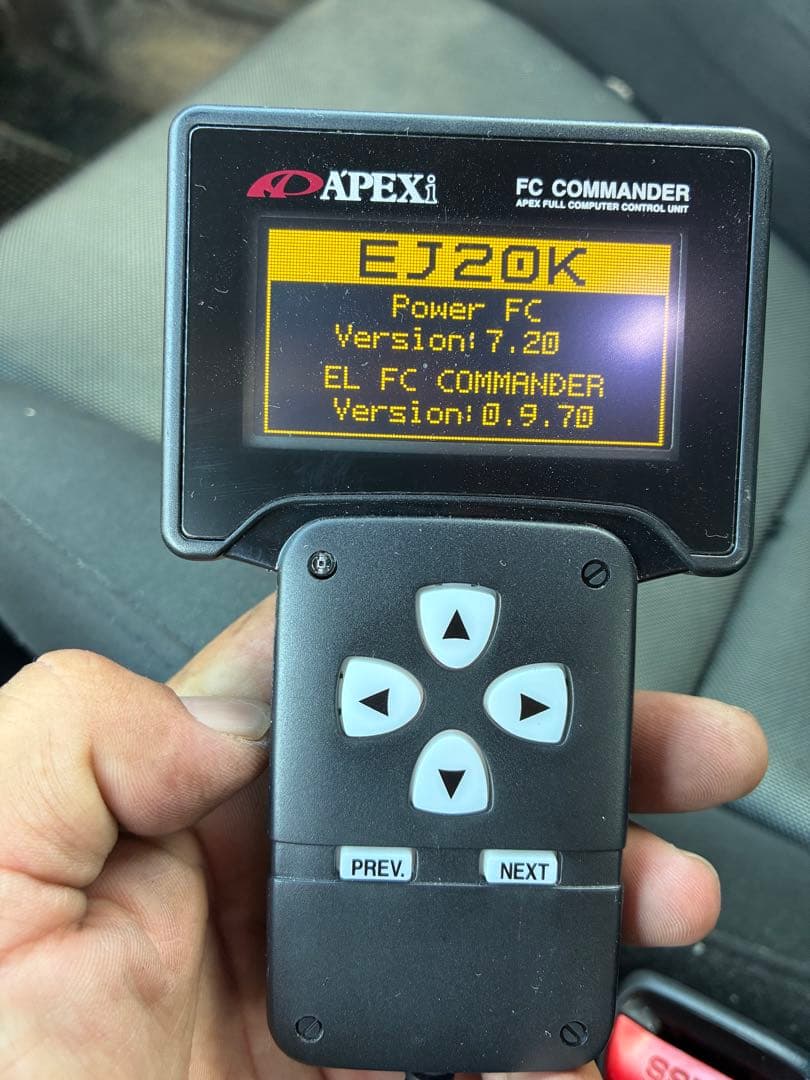 A'PEXi
FC COMMANDER
APEX FULL COMPUTER CONTROL UNIT
EJ20K
Power FC
Version:7.20
EL FC COMMANDER
Version:0.9.70
PREV.
NEXT